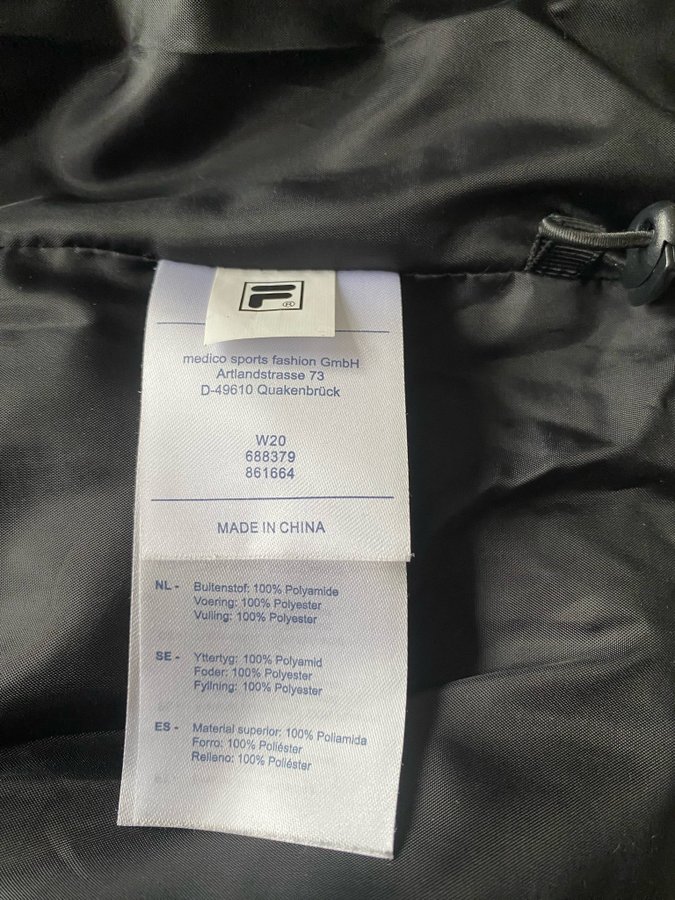 F®
medico sports fashion GmbH
Artlandstrasse 73
D-49610 Quakenbrück
W20
688379
861664
MADE IN CHINA
NL - Buitenstof: 100% Polyamide
Voering: 100% Polyester
Vulling: 100% Polyester
SE - Yttertyg: 100% Polyamid
Foder: 100% Polyester
Fyllning: 100% Polyester
ES - Material superior: 100% Poliamida
Forro: 100% Poliéster
Relleno: 100% Poliéster